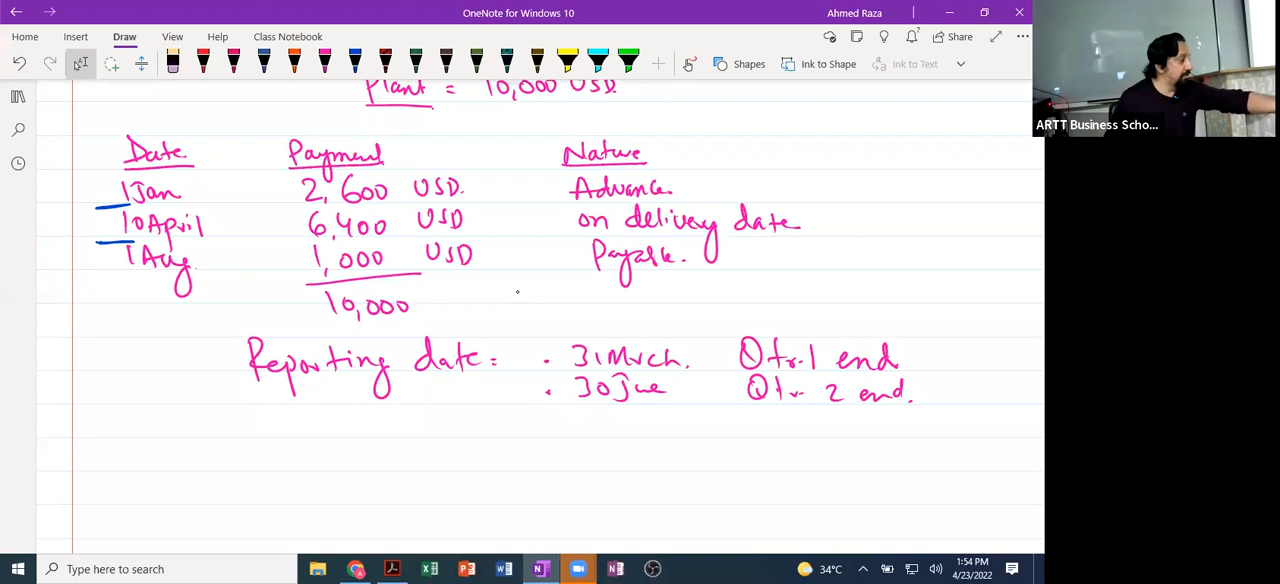 OneNote for Windows 10
Ahmed Raza
Home Insert Draw View Help Class Notebook
Share
Shapes Ink to Shape Ink to Text
ARTT Business Scho...
Plant = 10,000 USD
Date Payment Nature
1 Jan 2,600 USD. Advance
10 April 6,400 USD on delivery date
1 Aug. 1,000 USD Payable.
10,000
Reporting date = . 31 Mrch. Qtr-1 end
. 30 Jue Qtr- 2 end.
Type here to search
34°C
1:54 PM
4/23/2022